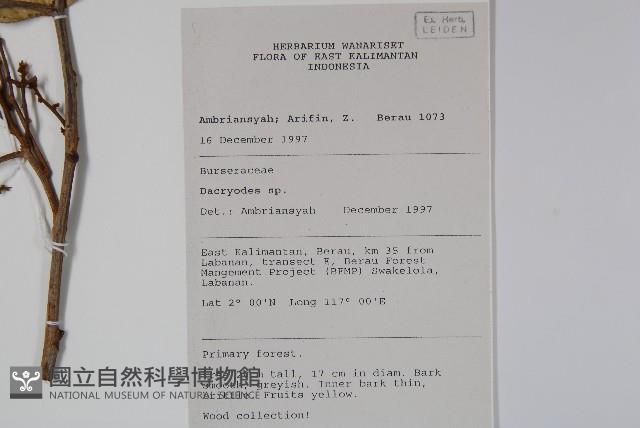 Ex Herb.
LEIDEN
HERBARIUM WANARISET
FLORA OF EAST KALIMANTAN
INDONESIA
Ambriansyah; Arifin, Z. Berau 1073
16 December 1997
Burseraceae
Dacryodes sp.
Det.: Ambriansyah December 1997
East Kalimantan, Berau, km 35 from
Labanan, transect E, Berau Forest
Mangement Project (BFMP) Swakelola,
Labanan.
Lat 2° 00'N Long 117° 00'E
Primary forest.
tall, 17 cm in diam. Bark
smooth, greyish. Inner bark thin,
Fruits yellow.
Wood collection!
國立自然科學博物館
NATIONAL MUSEUM OF NATURAL SCIENCE